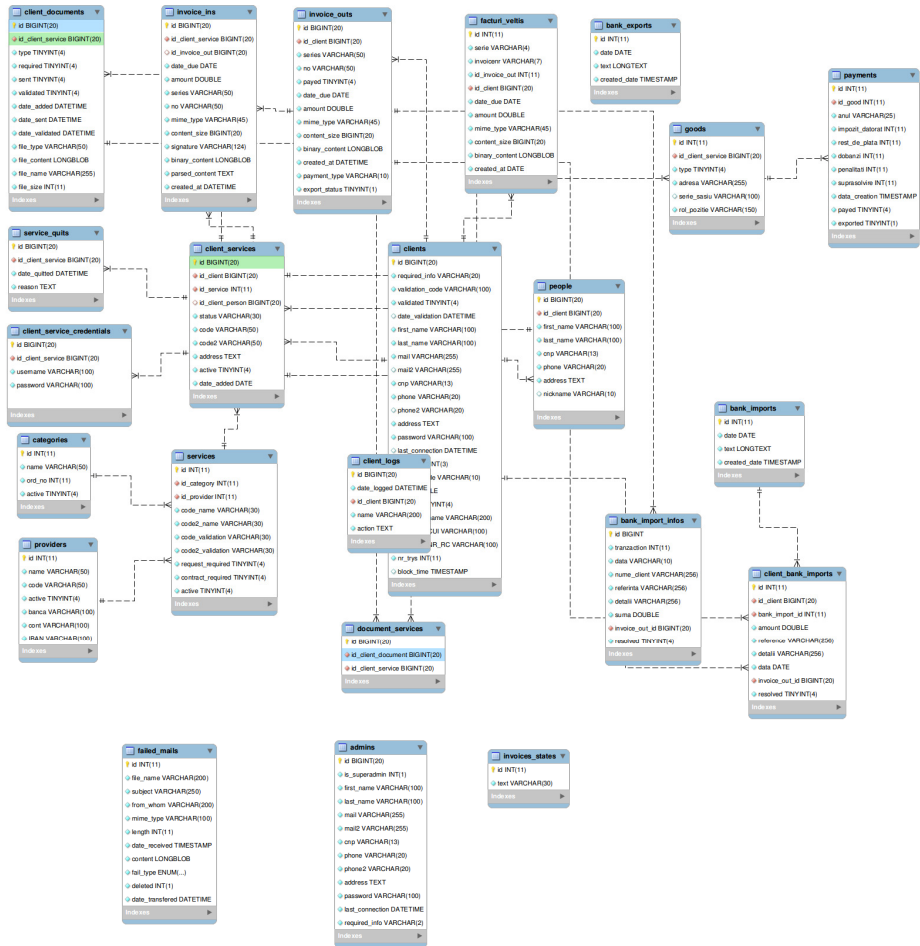 client_documents
id BIGINT(20)
id_client_service BIGINT(20)
type TINYINT(4)
required TINYINT(4)
sent TINYINT(4)
validated TINYINT(4)
date_added DATETIME
date_sent DATETIME
date_validated DATETIME
file_type VARCHAR(50)
file_content LONGBLOB
file_name VARCHAR(255)
file_size INT(11)
Indexes
invoice_ins
id BIGINT(20)
id_client_service BIGINT(20)
id_invoice_out BIGINT(20)
date_due DATE
amount DOUBLE
series VARCHAR(50)
no VARCHAR(50)
mime_type VARCHAR(45)
content_size BIGINT(20)
signature VARCHAR(124)
binary_content LONGBLOB
parsed_content TEXT
created_at DATETIME
Indexes
invoice_outs
id BIGINT(20)
id_client BIGINT(20)
series VARCHAR(50)
no VARCHAR(50)
payed TINYINT(4)
date_due DATE
amount DOUBLE
mime_type VARCHAR(45)
content_size BIGINT(20)
binary_content LONGBLOB
created_at DATETIME
payment_type VARCHAR(10)
export_status TINYINT(1)
Indexes
facturi_veitis
id INT(11)
serie VARCHAR(4)
invoicenr VARCHAR(7)
id_invoice_out INT(11)
id_client BIGINT(20)
date_due DATE
amount DOUBLE
mime_type VARCHAR(45)
content_size BIGINT(20)
binary_content LONGBLOB
created_at DATE
Indexes
bank_exports
id INT(11)
date DATE
text LONGTEXT
created_date TIMESTAMP
Indexes
payments
id INT(11)
id_good INT(11)
anul VARCHAR(25)
impozit_datorat INT(11)
rest_de_plata INT(11)
dobanzi INT(11)
penalitati INT(11)
suprasolvire INT(11)
data_creation TIMESTAMP
payed TINYINT(4)
exported TINYINT(1)
Indexes
goods
id INT(11)
id_client_service BIGINT(20)
type TINYINT(4)
adresa VARCHAR(255)
serie_sasiu VARCHAR(100)
rol_pozitie VARCHAR(150)
Indexes
service_quits
id BIGINT(20)
id_client_service BIGINT(20)
date_quitted DATETIME
reason TEXT
Indexes
client_services
id BIGINT(20)
id_client BIGINT(20)
id_service INT(11)
id_client_person BIGINT(20)
status VARCHAR(30)
code VARCHAR(50)
code2 VARCHAR(50)
address TEXT
active TINYINT(4)
date_added DATE
Indexes
clients
id BIGINT(20)
required_info VARCHAR(20)
validation_code VARCHAR(100)
validated TINYINT(4)
date_validation DATETIME
first_name VARCHAR(100)
last_name VARCHAR(100)
mail VARCHAR(255)
mail2 VARCHAR(255)
cnp VARCHAR(13)
phone VARCHAR(20)
phone2 VARCHAR(20)
address TEXT
password VARCHAR(100)
last_connection DATETIME
NT(3)
le VARCHAR(10)
LE
YINT(4)
ame VARCHAR(200)
CUI VARCHAR(100)
NR_RC VARCHAR(100)
nr_trys INT(11)
block_time TIMESTAMP
Indexes
people
id BIGINT(20)
id_client BIGINT(20)
first_name VARCHAR(100)
last_name VARCHAR(100)
cnp VARCHAR(13)
phone VARCHAR(20)
address TEXT
nickname VARCHAR(10)
Indexes
client_service_credentials
id BIGINT(20)
id_client_service BIGINT(20)
username VARCHAR(100)
password VARCHAR(100)
Indexes
categories
id INT(11)
name VARCHAR(50)
ord_no INT(11)
active TINYINT(4)
Indexes
services
id INT(11)
id_category INT(11)
id_provider INT(11)
code_name VARCHAR(30)
code2_name VARCHAR(30)
code_validation VARCHAR(30)
code2_validation VARCHAR(30)
request_required TINYINT(4)
contract_required TINYINT(4)
active TINYINT(4)
Indexes
client_logs
id BIGINT(20)
date_logged DATETIME
id_client BIGINT(20)
name VARCHAR(200)
action TEXT
Indexes
bank_imports
id INT(11)
date DATE
text LONGTEXT
created_date TIMESTAMP
Indexes
providers
id INT(11)
name VARCHAR(50)
code VARCHAR(50)
active TINYINT(4)
banca VARCHAR(100)
cont VARCHAR(100)
IBAN VARCHAR(100)
Indexes
bank_import_infos
id BIGINT
tranzaction INT(11)
data VARCHAR(10)
nume_client VARCHAR(256)
referinta VARCHAR(256)
detalii VARCHAR(256)
suma DOUBLE
invoice_out_id BIGINT(20)
resolved TINYINT(4)
Indexes
client_bank_imports
id INT(11)
id_client BIGINT(20)
bank_import_id INT(11)
amount DOUBLE
reference VARCHAR(256)
detalii VARCHAR(256)
data DATE
invoice_out_id BIGINT(20)
resolved TINYINT(4)
Indexes
document_services
id BIGINT(20)
id_client_document BIGINT(20)
id_client_service BIGINT(20)
Indexes
failed_mails
id INT(11)
file_name VARCHAR(200)
subject VARCHAR(250)
from_whom VARCHAR(200)
mime_type VARCHAR(100)
length INT(11)
date_received TIMESTAMP
content LONGBLOB
fail_type ENUM(...)
deleted INT(1)
date_transfered DATETIME
Indexes
admins
id BIGINT(20)
is_superadmin INT(1)
first_name VARCHAR(100)
last_name VARCHAR(100)
mail VARCHAR(255)
mail2 VARCHAR(255)
cnp VARCHAR(13)
phone VARCHAR(20)
phone2 VARCHAR(20)
address TEXT
password VARCHAR(100)
last_connection DATETIME
required_info VARCHAR(2)
Indexes
invoices_states
id INT(11)
text VARCHAR(30)
Indexes